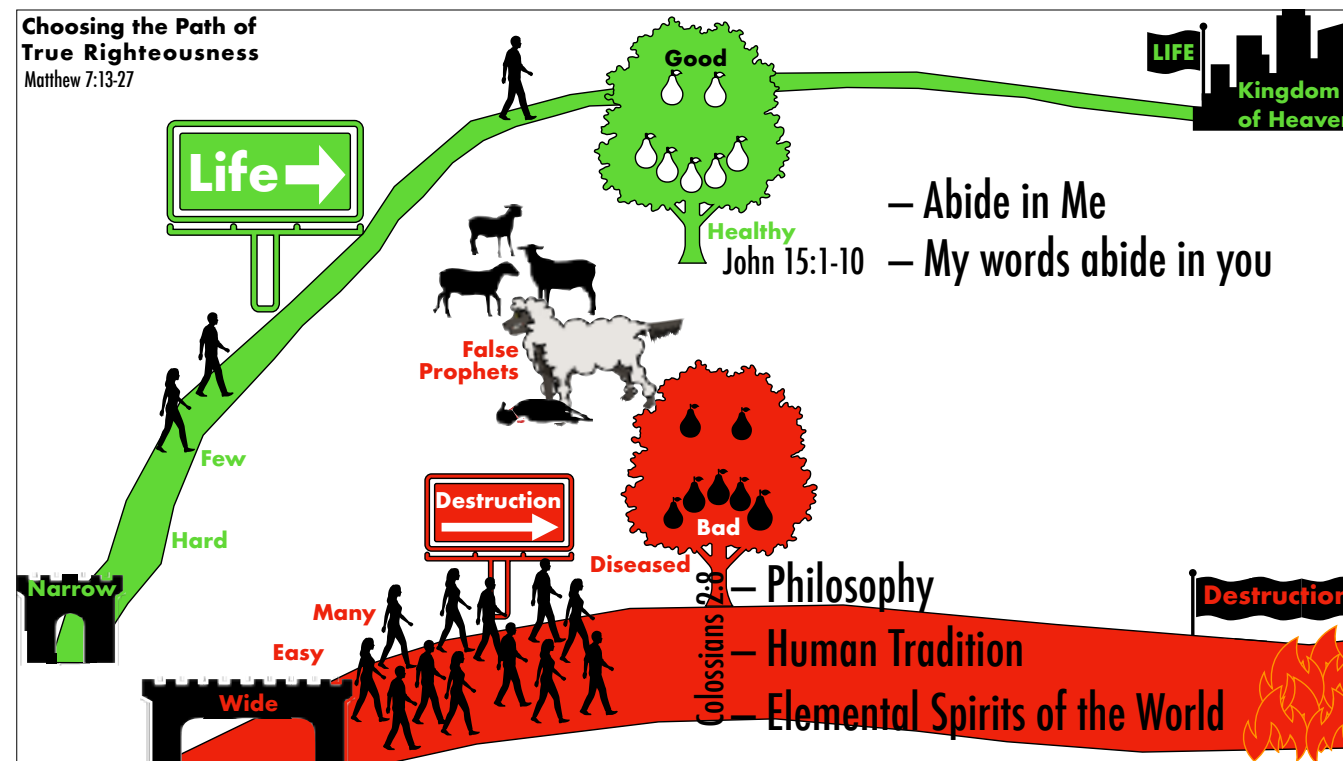 Choosing the Path of
True Righteousness
Matthew 7:13-27
Good
LIFE
Kingdom
of Heaven
Life
– Abide in Me
Healthy
John 15:1-10 – My words abide in you
False
Prophets
Few
Destruction
Bad
Hard
Diseased
Narrow
Colossians 2:8
– Philosophy
Destruction
Many
Easy
– Human Tradition
Wide
– Elemental Spirits of the World